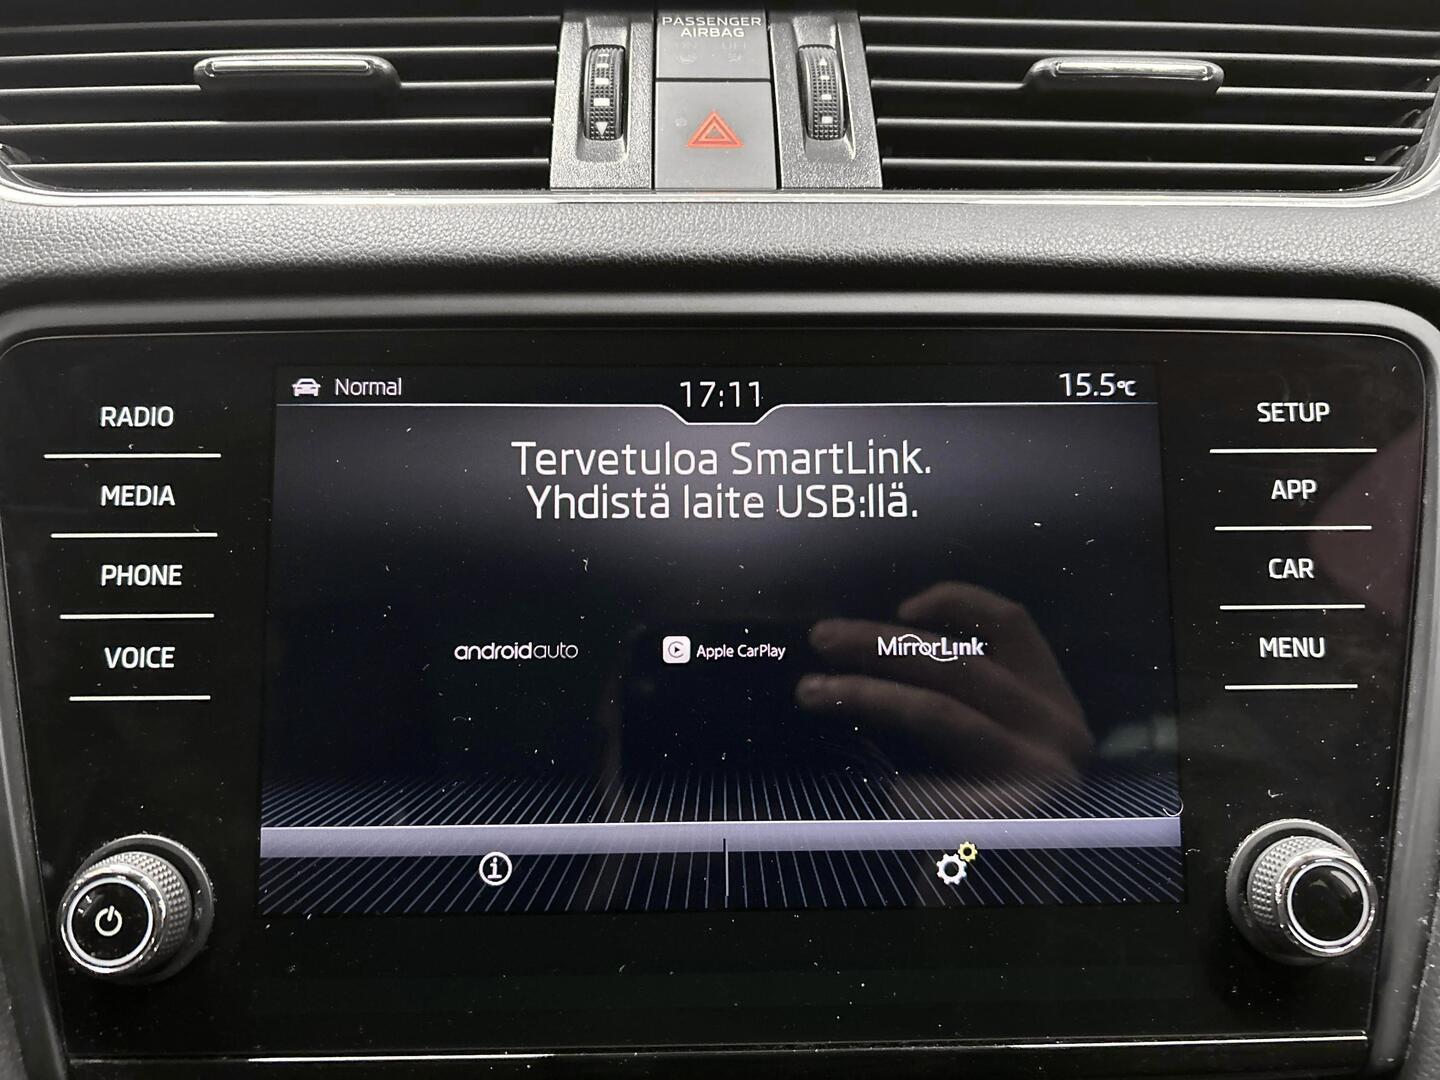 PASSENGER
AIRBAG
Normal
17:11
15.5°C
RADIO
MEDIA
PHONE
VOICE
Tervetuloa SmartLink.
Yhdistä laite USB:llä.
androidauto
Apple CarPlay
MirrorLink
SETUP
APP
CAR
MENU